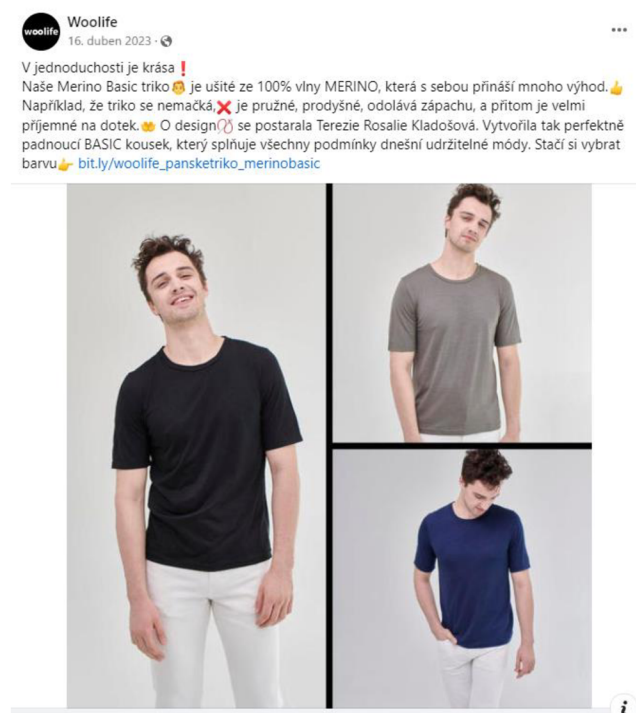 woolife
Woolife
16. duben 2023 ·
V jednoduchosti je krása❗
Naše Merino Basic triko👨 je ušité ze 100% vlny MERINO, která s sebou přináší mnoho výhod.👍
Například, že triko se nemačká,❌ je pružné, prodyšné, odolává zápachu, a přitom je velmi
příjemné na dotek.🤲 O design🪡 se postarala Terezie Rosalie Kladošová. Vytvořila tak perfektně
padnoucí BASIC kousek, který splňuje všechny podmínky dnešní udržitelné módy. Stačí si vybrat
barvu👉 bit.ly/woolife_pansketriko_merinobasic